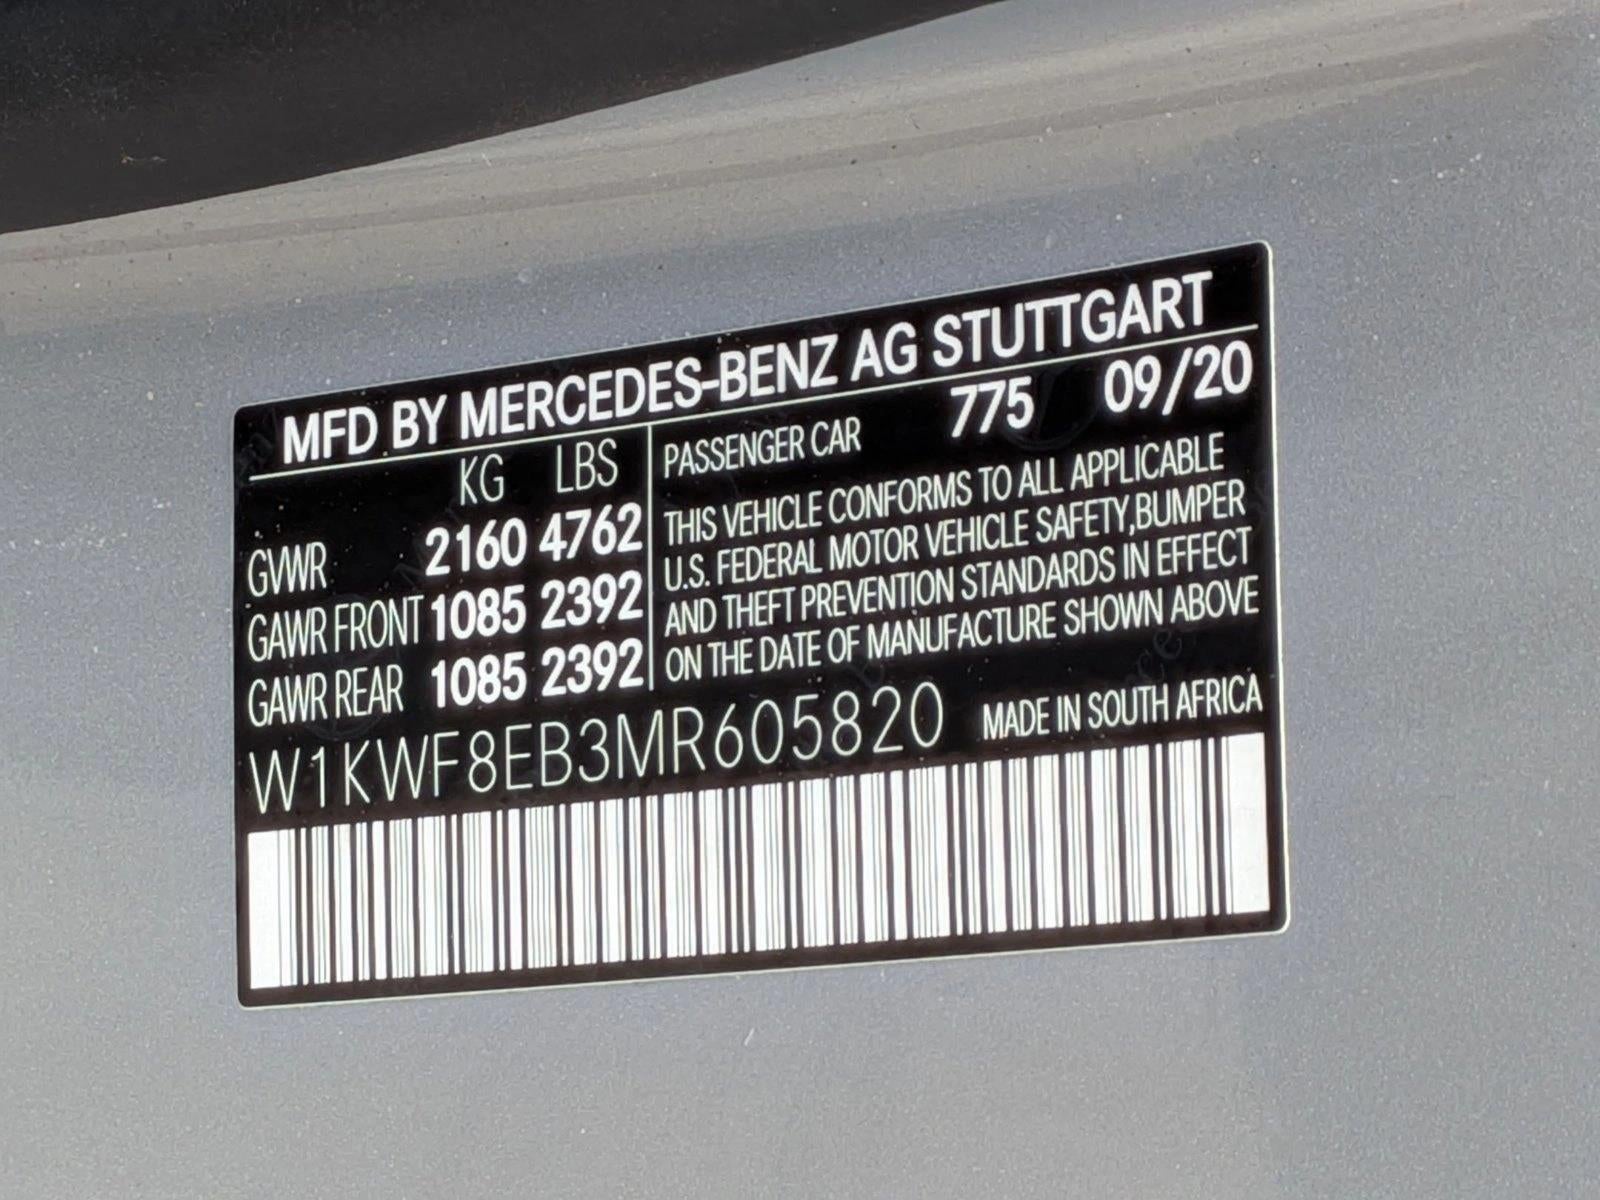 MFD BY MERCEDES-BENZ AG STUTTGART
KG LBS
GVWR 2160 4762
GAWR FRONT 1085 2392
GAWR REAR 1085 2392
PASSENGER CAR 775 09/20
THIS VEHICLE CONFORMS TO ALL APPLICABLE
U.S. FEDERAL MOTOR VEHICLE SAFETY,BUMPER
AND THEFT PREVENTION STANDARDS IN EFFECT
ON THE DATE OF MANUFACTURE SHOWN ABOVE
W1KWF8EB3MR605820 MADE IN SOUTH AFRICA